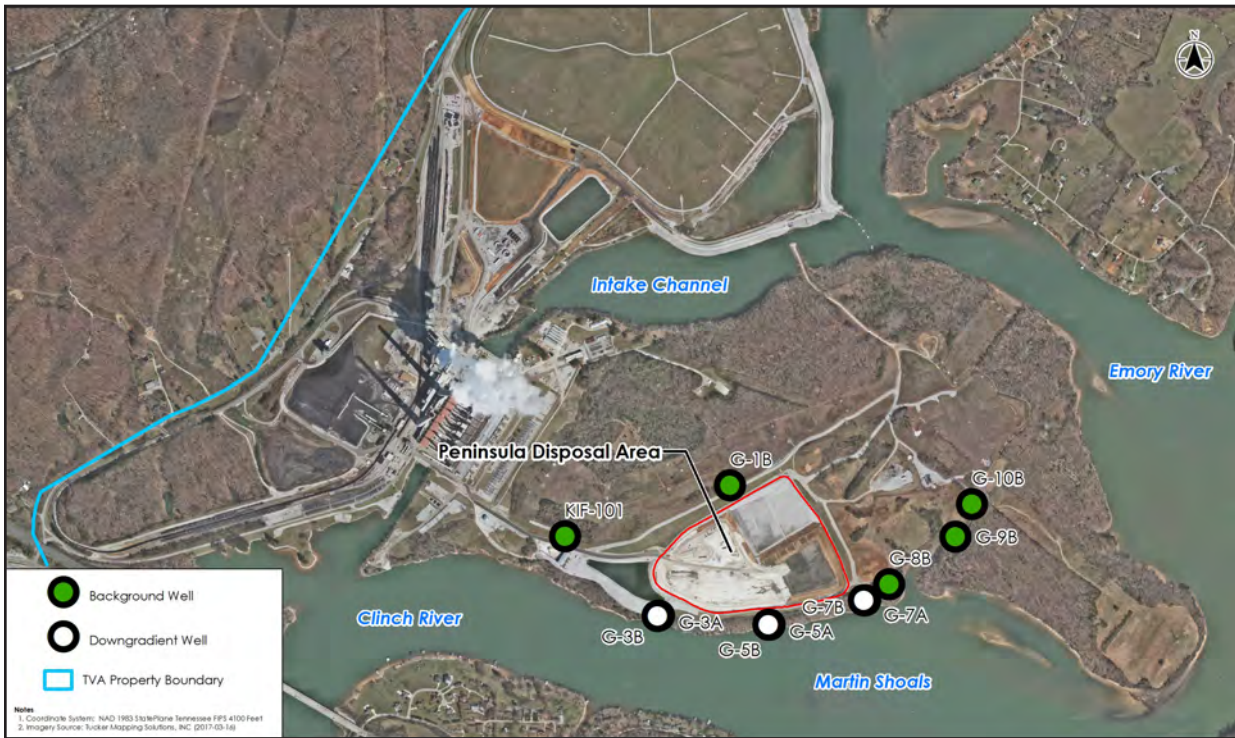 N
Intake Channel
Emory River
Peninsula Disposal Area
G-1B
G-10B
KIF-101
G-9B
G-8B
G-7B
G-7A
G-3A
G-3B
G-5A
G-5B
Clinch River
Martin Shoals
Background Well
Downgradient Well
TVA Property Boundary
Notes
1. Coordinate System: NAD 1983 StatePlane Tennessee FIPS 4100 Feet
2. Imagery Source: Tucker Mapping Solutions, INC (2017-03-16)